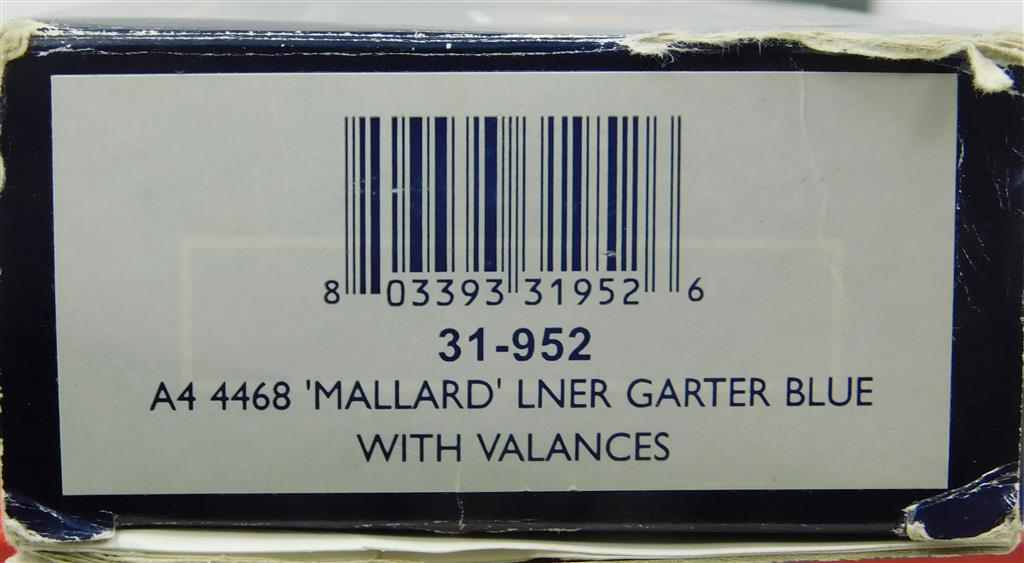 8 03393 31952 6
31-952
A4 4468 'MALLARD' LNER GARTER BLUE
WITH VALANCES